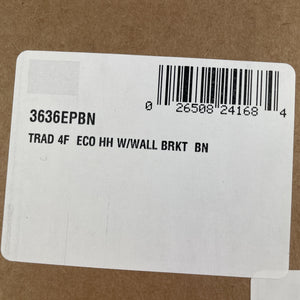 0 26508 24168 4
3636EPBN
TRAD 4F ECO HH W/WALL BRKT BN